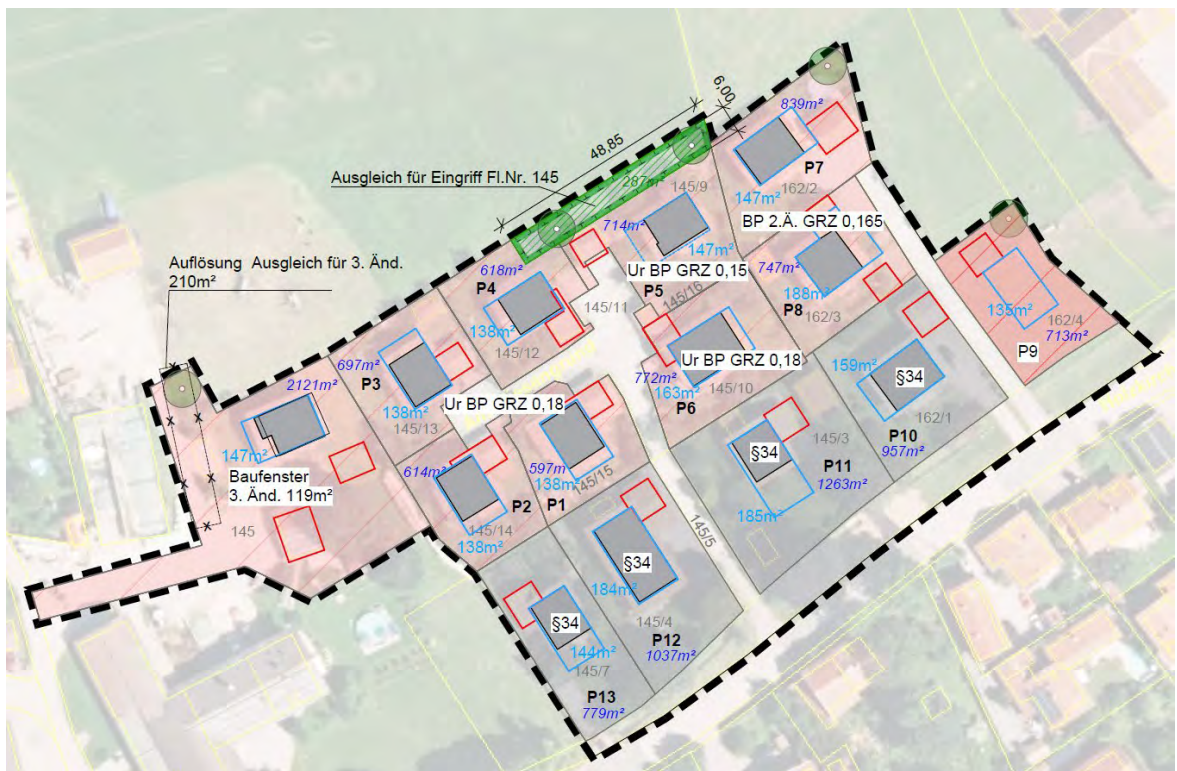 839m²
6,00
48,85
P7
Ausgleich für Eingriff Fl.Nr. 145
287m²
145/9
147m²
162/2
714m²
BP 2.Ä. GRZ 0,165
Auflösung Ausgleich für 3. Änd.
210m²
618m²
147m²
747m²
P4
Ur BP GRZ 0,15
P5
145/16
188m²
135m²
145/11
P8
162/3
162/4
713m²
138m²
697m²
145/12
P9
2121m²
P3
Ur BP GRZ 0,18
772m²
145/10
159m²
163m²
§34
138m²
Ur BP GRZ 0,18
P6
162/1
145/13
145/3
P10
957m²
147m²
Baufenster
3. Änd. 119m²
§34
614m²
597m
138m²
P11
1263m²
145/15
P2
P1
145
145/14
185m²
145/5
138m²
§34
184m²
§34
145/4
144m²
P12
1037m²
145/7
P13
779m²